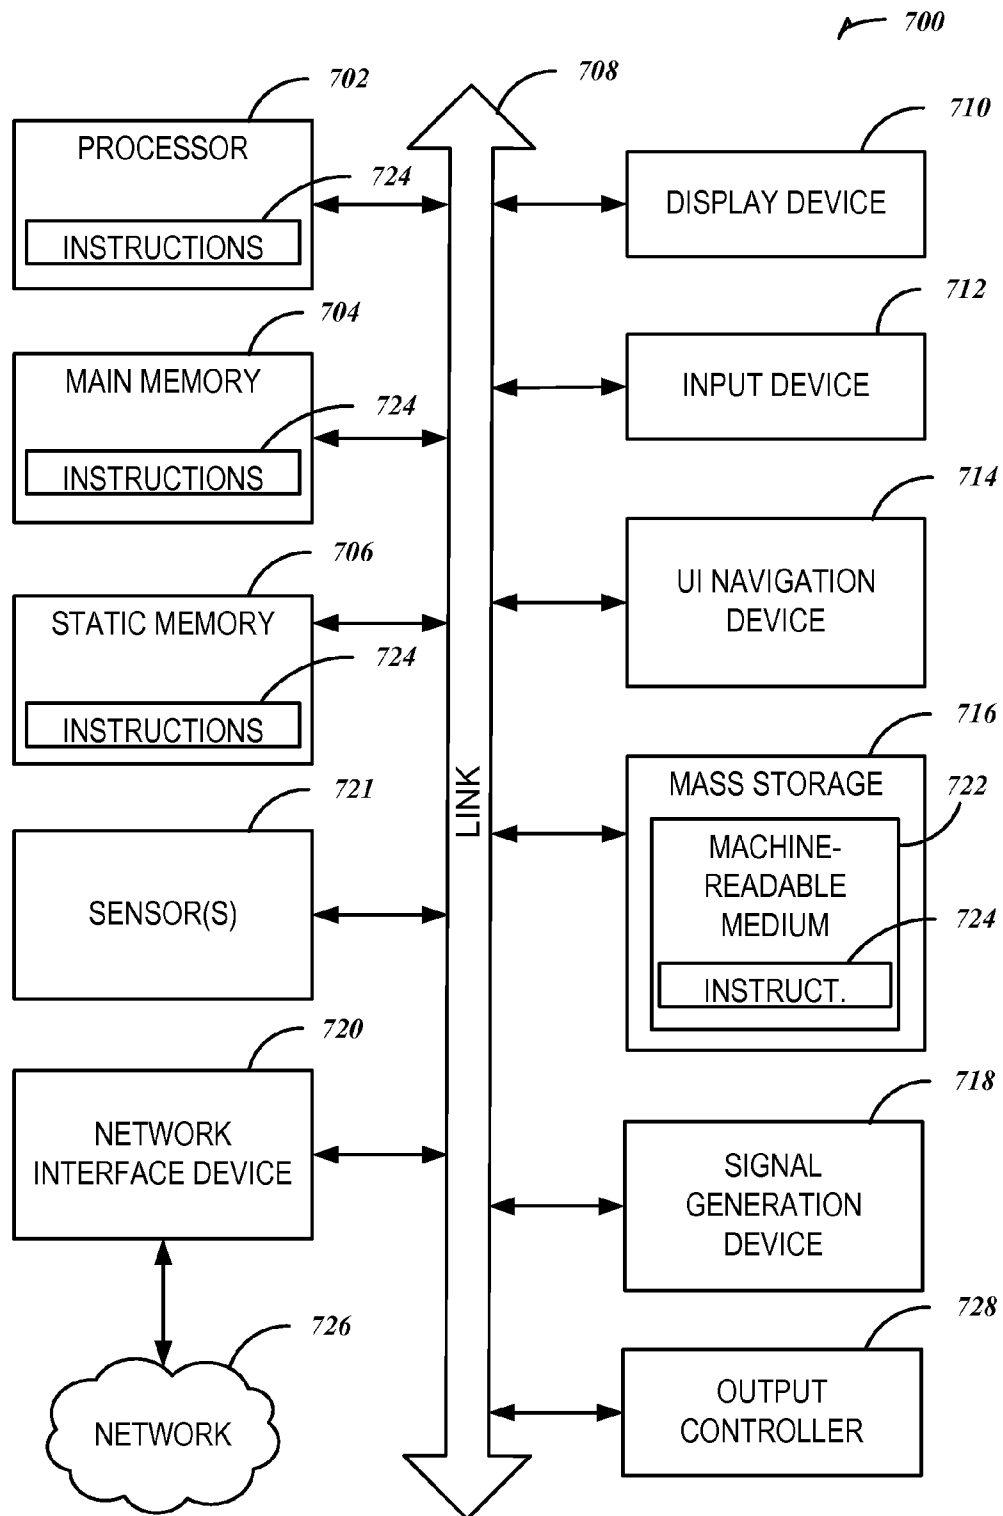 700
702
PROCESSOR
724
INSTRUCTIONS
704
MAIN MEMORY
724
INSTRUCTIONS
706
STATIC MEMORY
724
INSTRUCTIONS
721
SENSOR(S)
720
NETWORK
INTERFACE DEVICE
726
NETWORK
708
LINK
710
DISPLAY DEVICE
712
INPUT DEVICE
714
UI NAVIGATION
DEVICE
716
MASS STORAGE
722
MACHINE-
READABLE
MEDIUM
724
INSTRUCT.
718
SIGNAL
GENERATION
DEVICE
728
OUTPUT
CONTROLLER